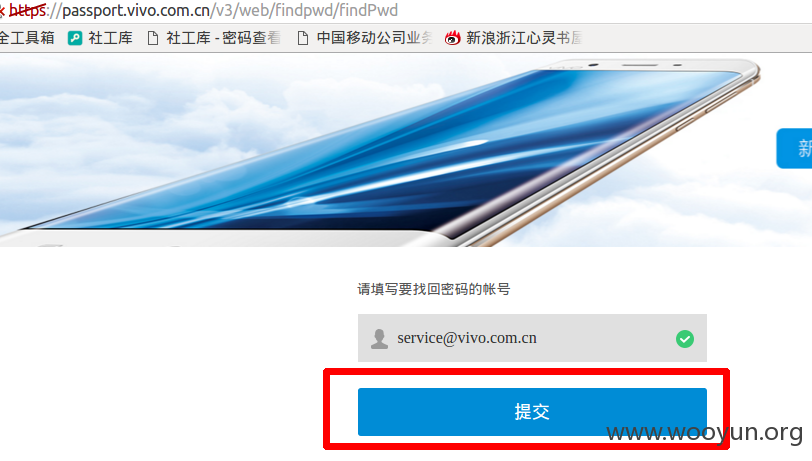 https://passport.vivo.com.cn/v3/web/findpwd/findPwd
全工具箱 社工库 社工库 - 密码查看 中国移动公司业务 新浪浙江心灵书屋
新
请填写要找回密码的帐号
service@vivo.com.cn
提交
www.wooyun.org